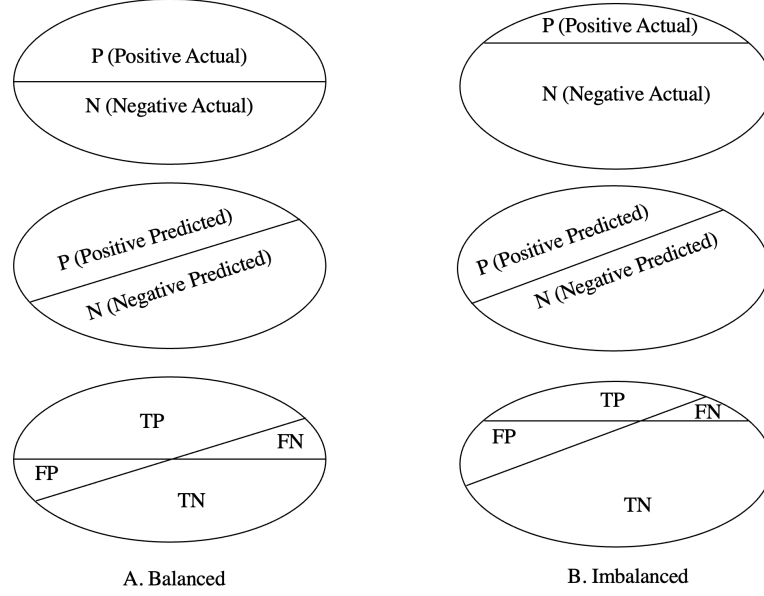 P (Positive Actual)
N (Negative Actual)
P (Positive Predicted)
N (Negative Predicted)
TP
FN
FP
TN
A. Balanced
P (Positive Actual)
N (Negative Actual)
P (Positive Predicted)
N (Negative Predicted)
TP
FN
FP
TN
B. Imbalanced